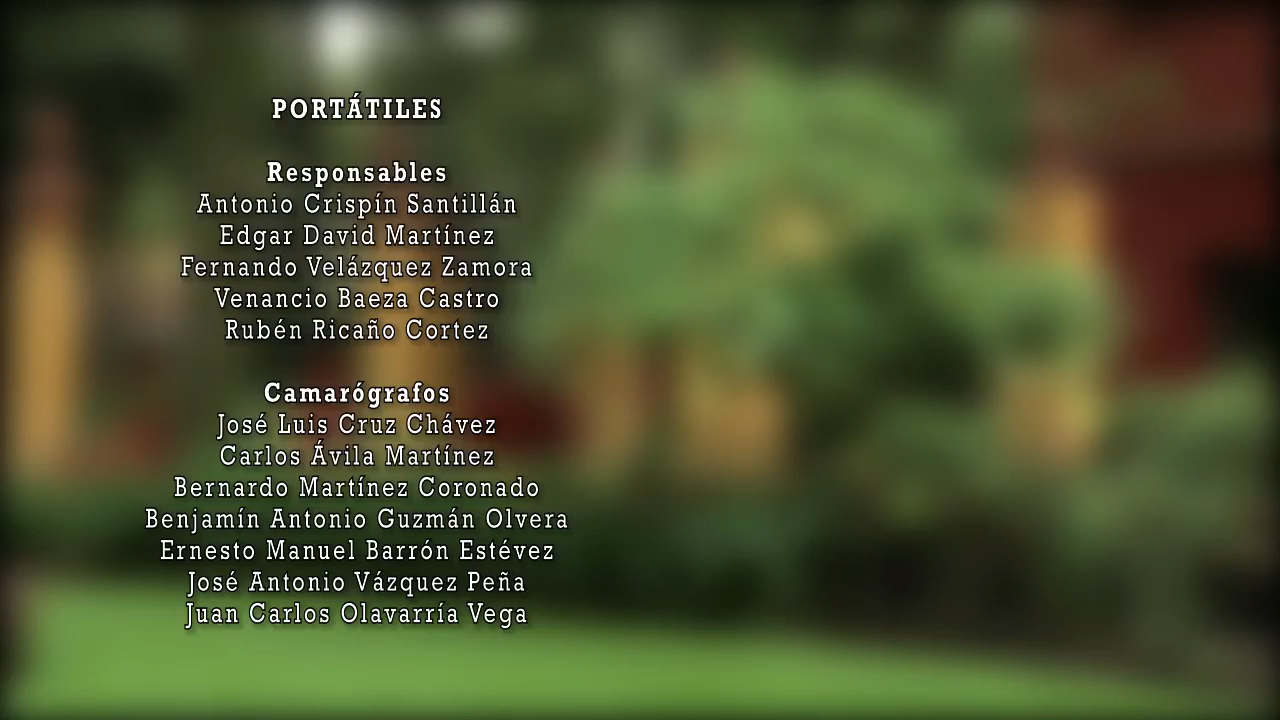 PORTÁTILES
Responsables
Antonio Crispín Santillán
Edgar David Martínez
Fernando Velázquez Zamora
Venancio Baeza Castro
Rubén Ricaño Cortez
Camarógrafos
José Luis Cruz Chávez
Carlos Ávila Martínez
Bernardo Martínez Coronado
Benjamín Antonio Guzmán Olvera
Ernesto Manuel Barrón Estévez
José Antonio Vázquez Peña
Juan Carlos Olavarría Vega